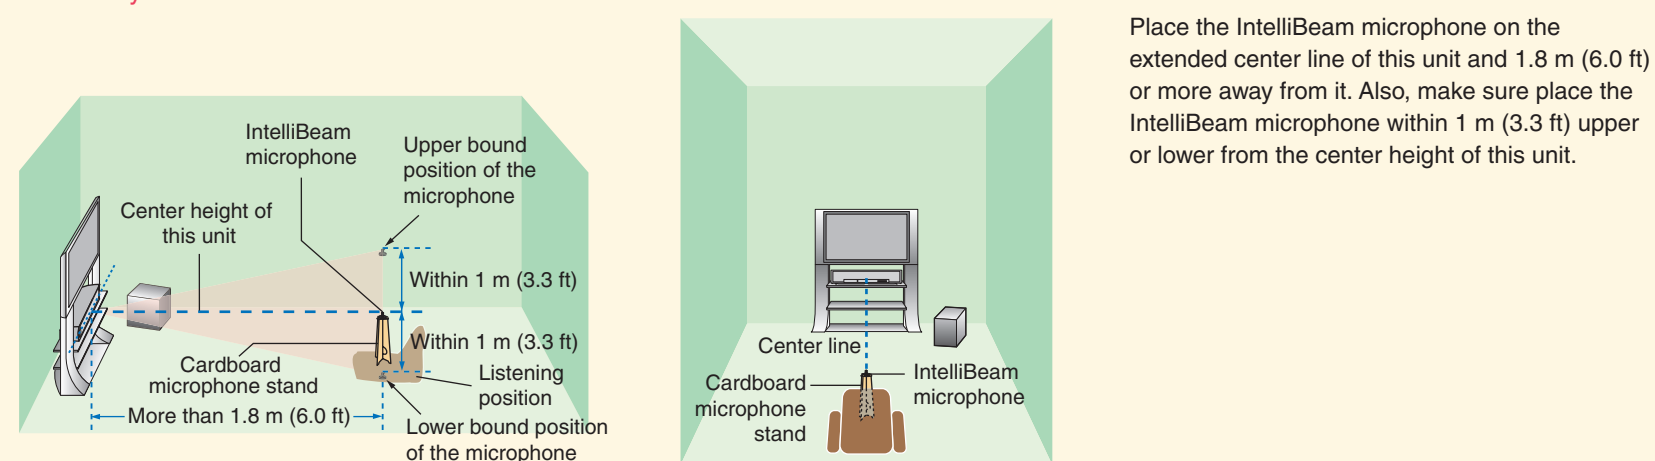 IntelliBeam
microphone
Upper bound
position of the
microphone
Center height of
this unit
Within 1 m (3.3 ft)
Within 1 m (3.3 ft)
Cardboard
microphone stand
Listening
position
More than 1.8 m (6.0 ft)
Lower bound position
of the microphone
Center line
Cardboard
microphone
stand
IntelliBeam
microphone
Place the IntelliBeam microphone on the
extended center line of this unit and 1.8 m (6.0 ft)
or more away from it. Also, make sure place the
IntelliBeam microphone within 1 m (3.3 ft) upper
or lower from the center height of this unit.